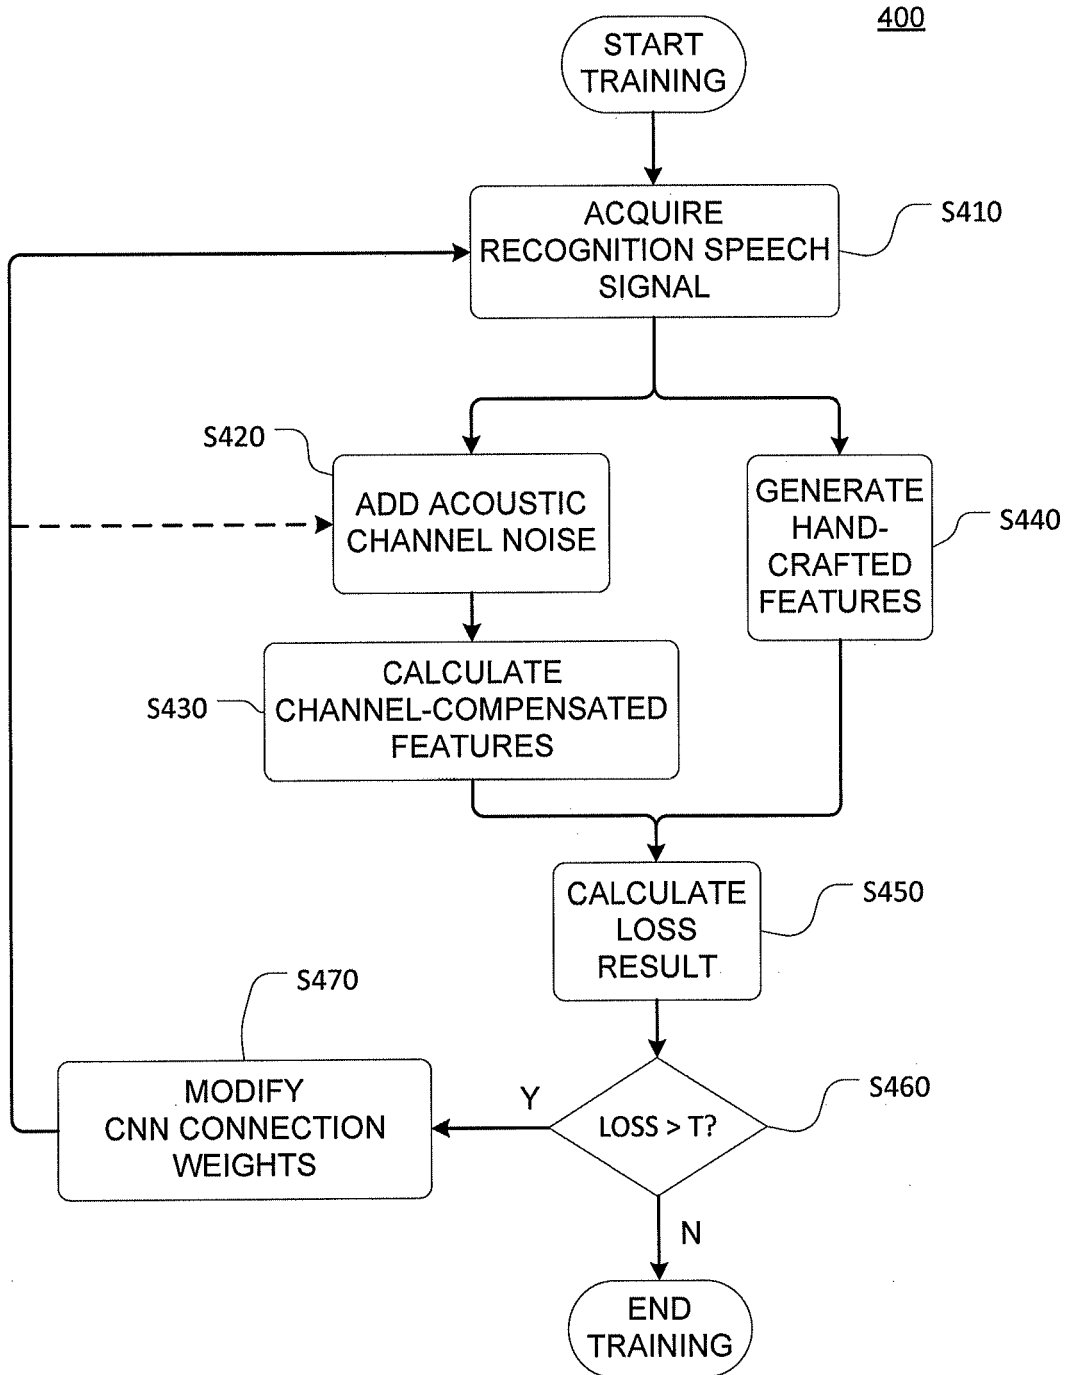 400
START
TRAINING
ACQUIRE
RECOGNITION SPEECH
SIGNAL
S410
S420
ADD ACOUSTIC
CHANNEL NOISE
GENERATE
HAND-
CRAFTED
FEATURES
S440
S430
CALCULATE
CHANNEL-COMPENSATED
FEATURES
CALCULATE
LOSS
RESULT
S450
S470
MODIFY
CNN CONNECTION
WEIGHTS
Y
LOSS > T?
S460
N
END
TRAINING